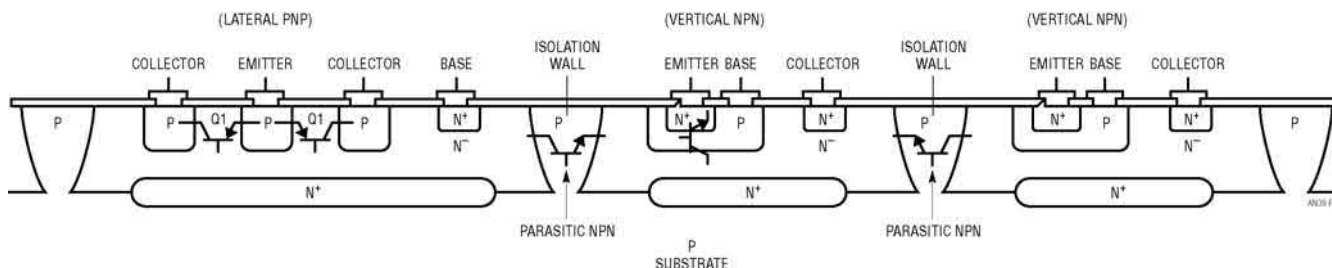 (LATERAL PNP) (VERTICAL NPN) (VERTICAL NPN)
ISOLATION WALL ISOLATION WALL
COLLECTOR EMITTER COLLECTOR BASE EMITTER BASE COLLECTOR EMITTER BASE COLLECTOR
Q1 Q1
P P P P N+ P N+ P N+ P N+ P N+ P
N− N− N−
N+ N+ N+
PARASITIC NPN PARASITIC NPN
P
SUBSTRATE